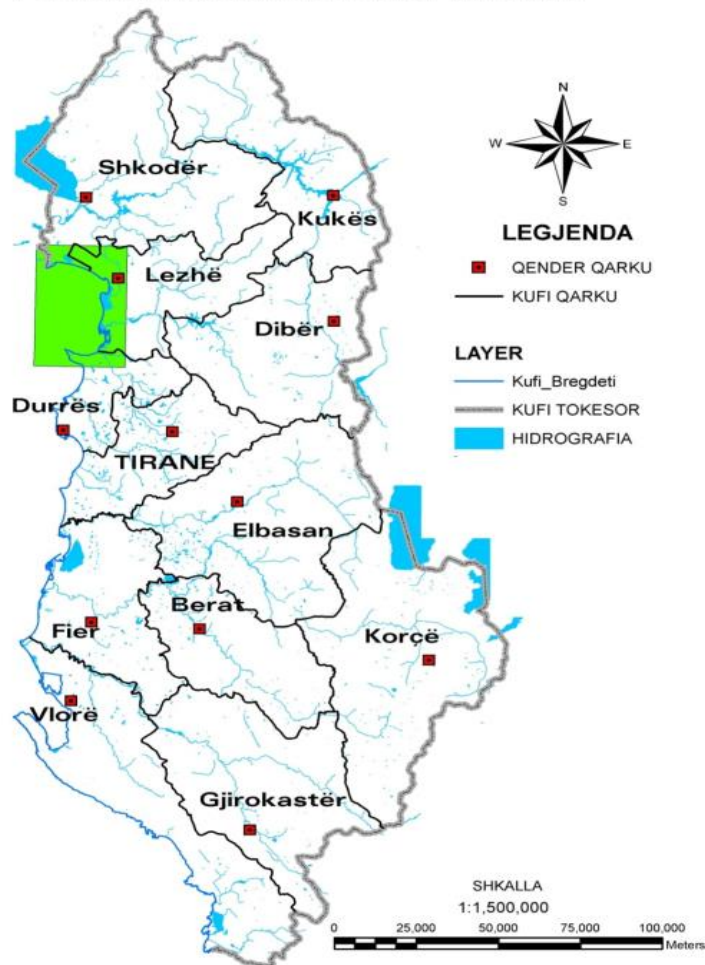 N
W
E
S
Shkodër
Kukës
LEGJENDA
QENDER QARKU
KUFI QARKU
Lezhë
Dibër
LAYER
Kufi_Bregdeti
KUFI TOKESOR
HIDROGRAFIA
Durrës
TIRANE
Elbasan
Berat
Fier
Korçë
Vlorë
Gjirokastër
SHKALLA
1:1,500,000
0 25,000 50,000 75,000 100,000
Meters